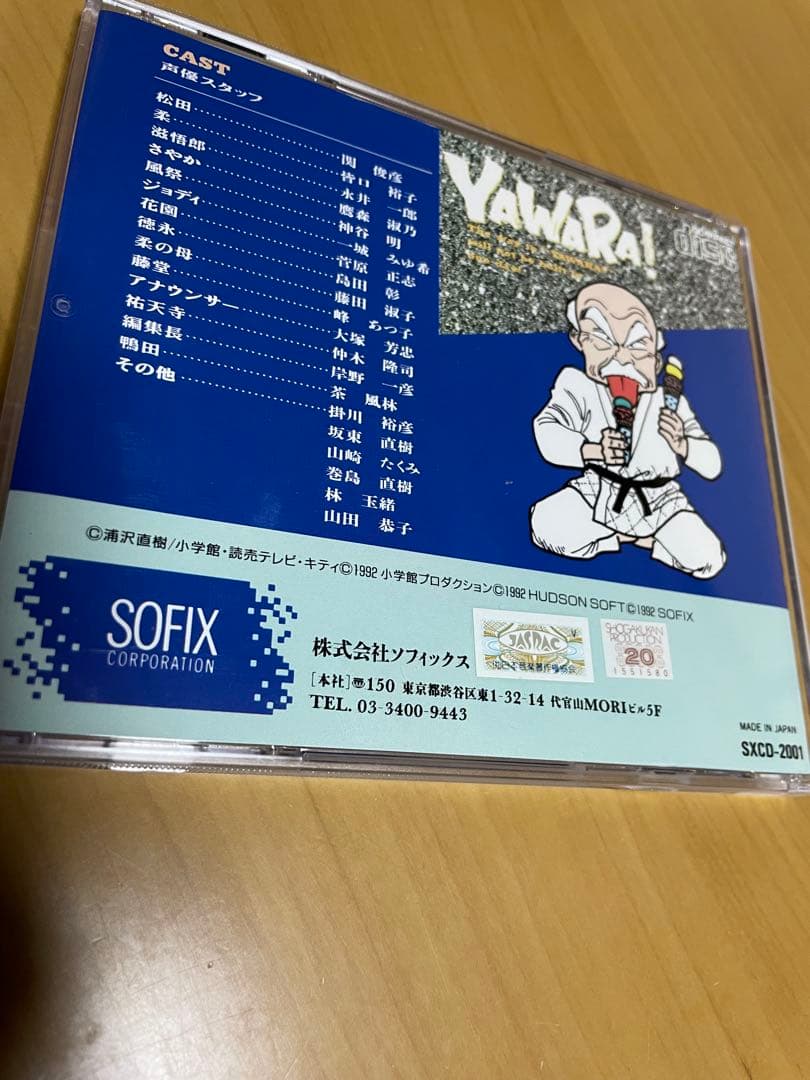 CAST
声優スタッフ
松田……………関 俊彦
柔……………皆口 裕子
滋悟郎……………永井 一郎
さやか……………鷹森 淑乃
風祭……………神谷 明
ジョディ……………一城 みゆ希
花園……………菅原 正志
徳永……………島田 彰
柔の母……………藤田 淑子
藤堂……………峰 あつ子
アナウンサー……………大塚 芳忠
祐天寺……………仲木 隆司
編集長……………岸野 一彦
鴨田……………茶 風林
その他……………掛川 裕彦
坂東 直樹
山崎 たくみ
巻島 直樹
林 玉緒
山田 恭子
YAWARA!
disc
©浦沢直樹/小学館・読売テレビ・キティ©1992 小学館プロダクション©1992 HUDSON SOFT©1992 SOFIX
SOFIX
CORPORATION
株式会社ソフィックス
JASRAC
SHOGAKUKAN
PRODUCTION
20
1551580
[本社]〠150 東京都渋谷区東1-32-14 代官山MORIビル5F
TEL. 03-3400-9443
MADE IN JAPAN
SXCD-2001